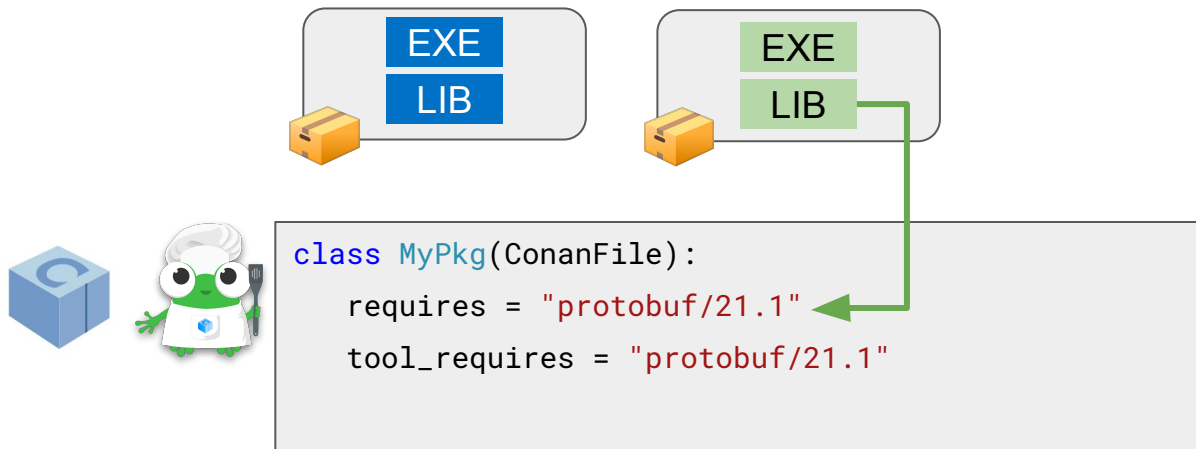 EXE
LIB
EXE
LIB
class MyPkg(ConanFile):
requires = "protobuf/21.1"
tool_requires = "protobuf/21.1"